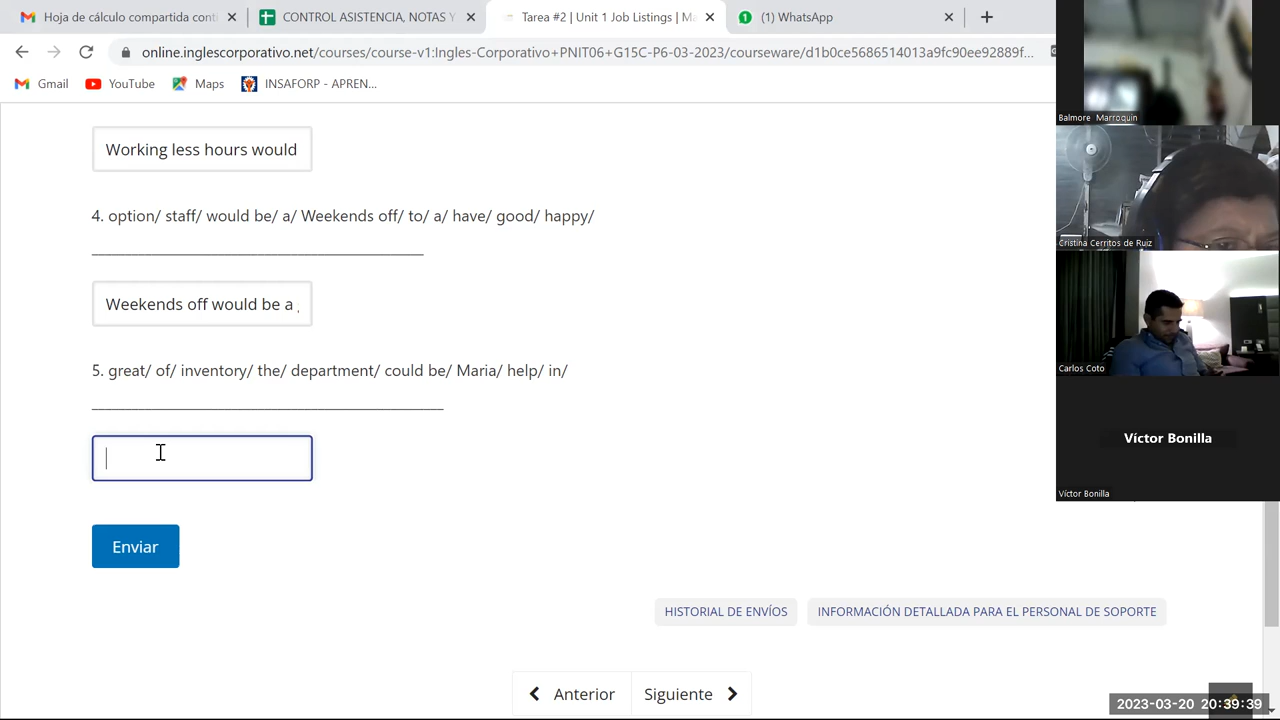 Hoja de cálculo compartida cont
CONTROL ASISTENCIA, NOTAS
Tarea #2 | Unit 1 Job Listings | Ma
(1) WhatsApp
online.inglescorporativo.net/courses/course-v1:Ingles-Corporativo+PNIT06+G15C-P6-03-2023/courseware/d1b0ce5686514013a9fc90ee92889f...
Gmail
YouTube
Maps
INSAFORP - APREN...
Working less hours would
4. option/ staff/ would be/ a/ Weekends off/ to/ a/ have/ good/ happy/
Weekends off would be a
5. great/ of/ inventory/ the/ department/ could be/ Maria/ help/ in/
Enviar
HISTORIAL DE ENVÍOS
INFORMACIÓN DETALLADA PARA EL PERSONAL DE SOPORTE
Anterior
Siguiente
Balmore Marroquin
Cristina Cerritos de Ruiz
Carlos Coto
Víctor Bonilla
Víctor Bonilla
2023-03-20 20:39:39